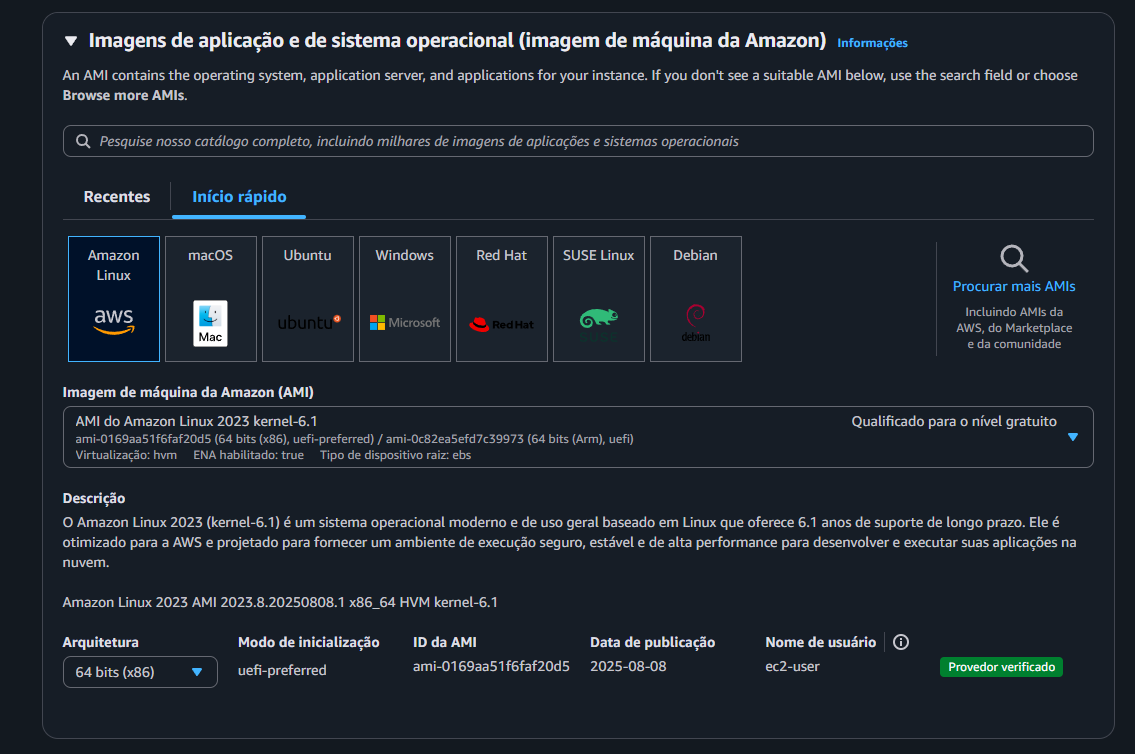 Imagens de aplicação e de sistema operacional (imagem de máquina da Amazon) Informações
An AMI contains the operating system, application server, and applications for your instance. If you don't see a suitable AMI below, use the search field or choose
Browse more AMIs.
Pesquise nosso catálogo completo, incluindo milhares de imagens de aplicações e sistemas operacionais
Recentes
Início rápido
Amazon
Linux
aws
macOS
Mac
Ubuntu
ubuntu
Windows
Microsoft
Red Hat
Red Hat
SUSE Linux
Debian
debian
Procurar mais AMIs
Incluindo AMIs da
AWS, do Marketplace
e da comunidade
Imagem de máquina da Amazon (AMI)
AMI do Amazon Linux 2023 kernel-6.1
Qualificado para o nível gratuito
ami-0169aa51f6faf20d5 (64 bits (x86), uefi-preferred) / ami-0c82ea5efd7c39973 (64 bits (Arm), uefi)
Virtualização: hvm ENA habilitado: true Tipo de dispositivo raiz: ebs
Descrição
O Amazon Linux 2023 (kernel-6.1) é um sistema operacional moderno e de uso geral baseado em Linux que oferece 6.1 anos de suporte de longo prazo. Ele é
otimizado para a AWS e projetado para fornecer um ambiente de execução seguro, estável e de alta performance para desenvolver e executar suas aplicações na
nuvem.
Amazon Linux 2023 AMI 2023.8.20250808.1 x86_64 HVM kernel-6.1
Arquitetura
64 bits (x86)
Modo de inicialização
uefi-preferred
ID da AMI
ami-0169aa51f6faf20d5
Data de publicação
2025-08-08
Nome de usuário
ec2-user
Provedor verificado